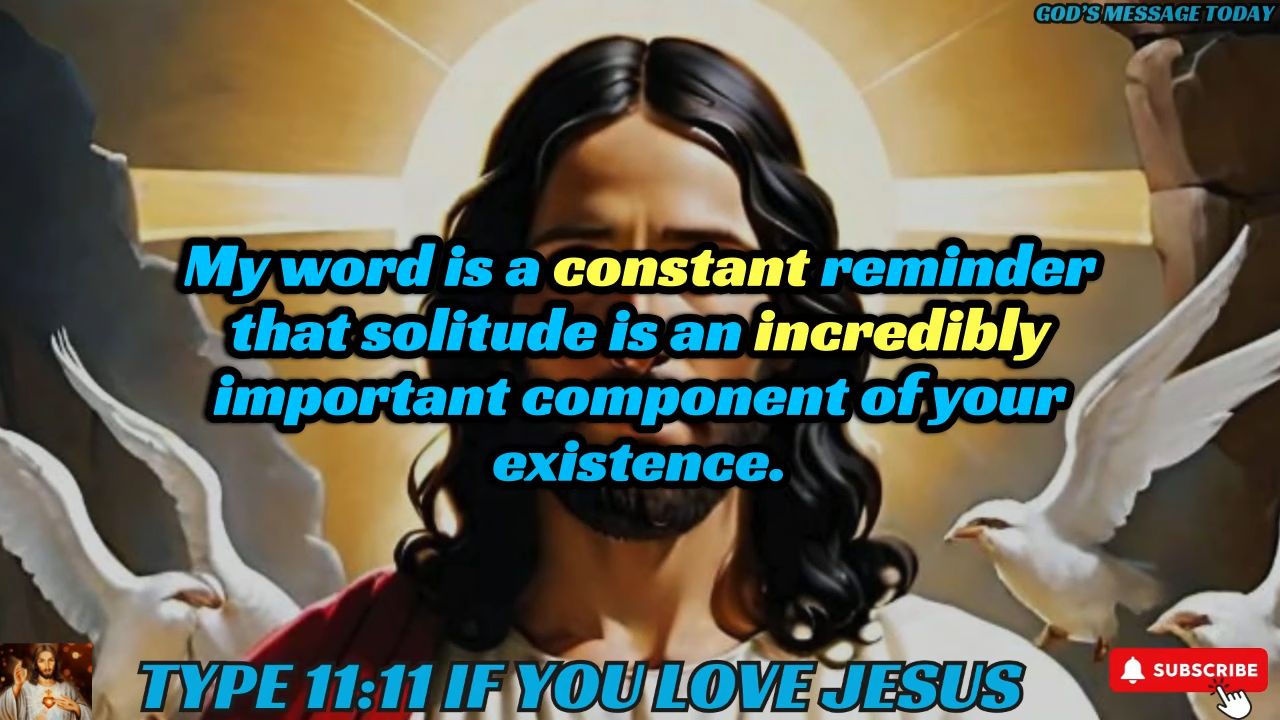 GOD'S MESSAGE TODAY
My word is a constant reminder
that solitude is an incredibly
important component of your
existence.
TYPE 11:11 IF YOU LOVE JESUS
SUBSCRIBE